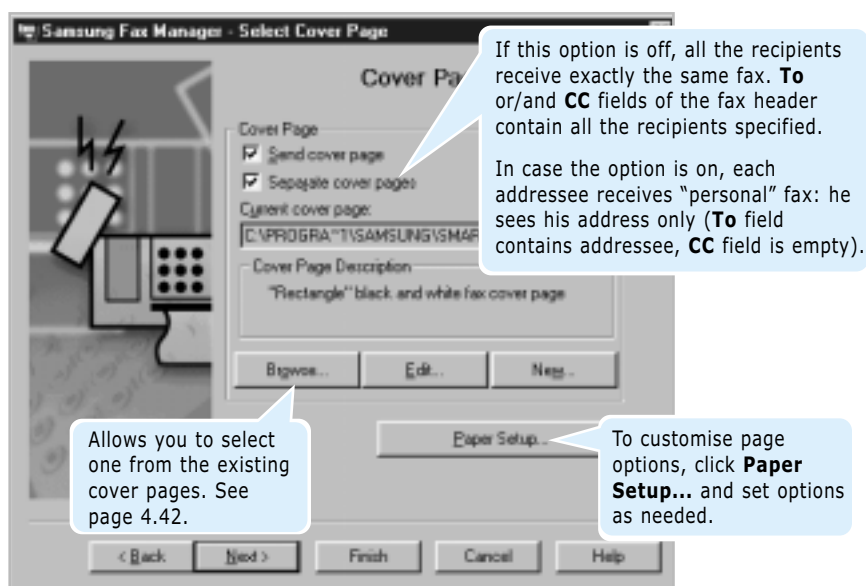 Samsung Fax Manager - Select Cover Page
If this option is off, all the recipients
receive exactly the same fax. To
or/and CC fields of the fax header
contain all the recipients specified.
In case the option is on, each
addressee receives “personal” fax: he
sees his address only (To field
contains addressee, CC field is empty).
Cover Pa
Cover Page
Send cover page
Separate cover pages
Current cover page:
C:\PROGRA~1\SAMSUNG\SMAR
Cover Page Description
"Rectangle" black and white fax cover page
Browse... Edit... New...
Paper Setup...
Allows you to select
one from the existing
cover pages. See
page 4.42.
To customise page
options, click Paper
Setup... and set options
as needed.
< Back Next > Finish Cancel Help